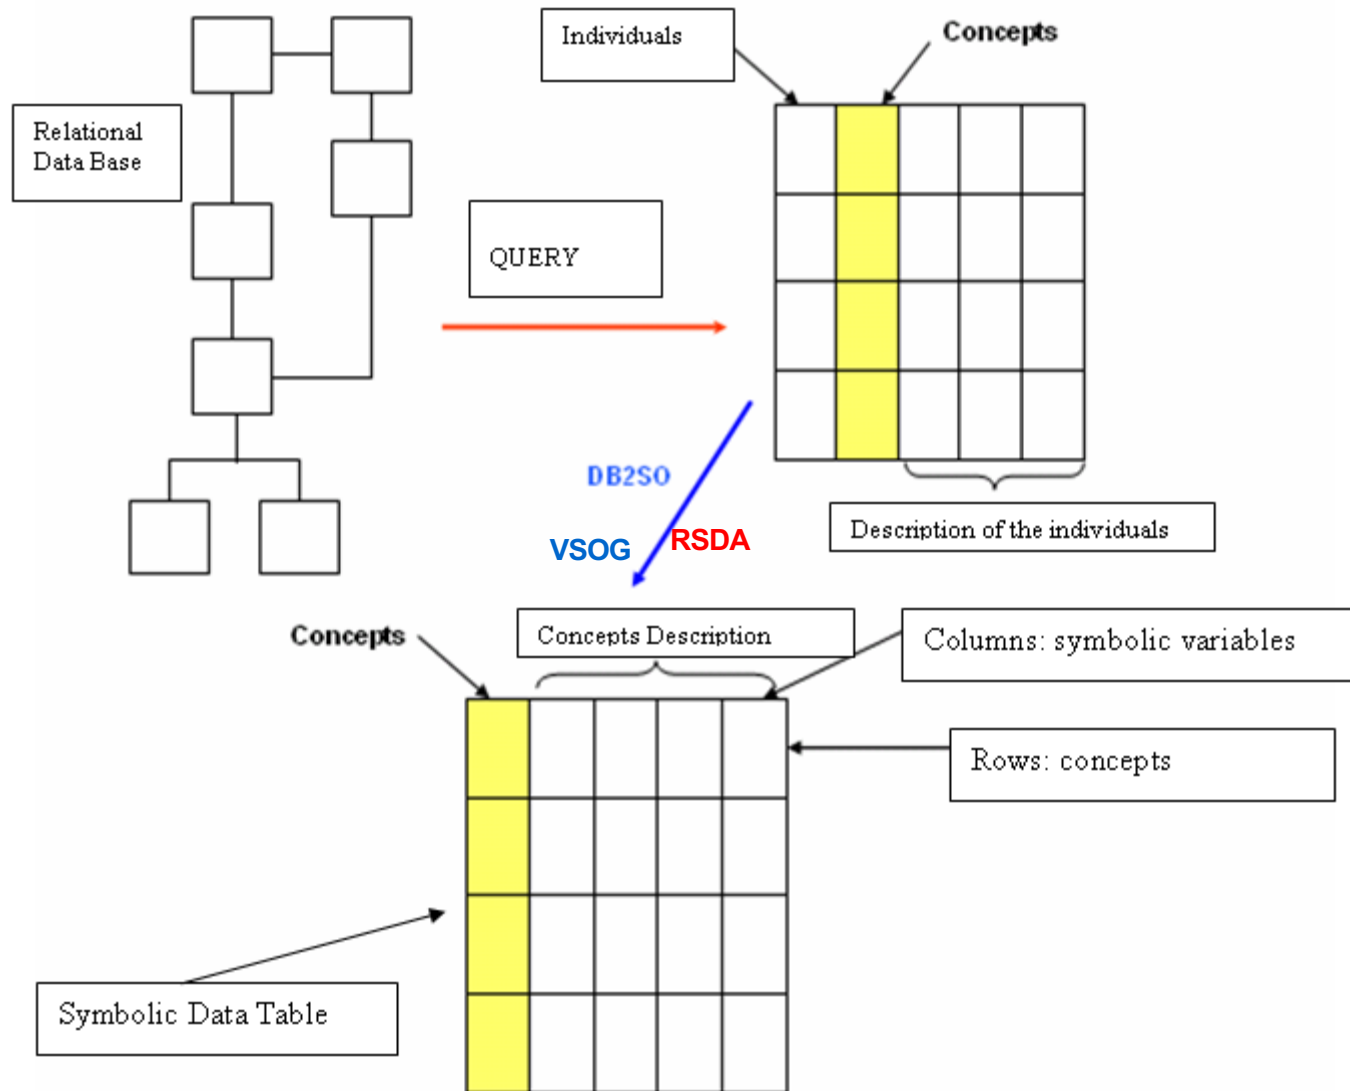 Individuals
Concepts
Relational
Data Base
QUERY
DB2SO
VSOG
RSDA
Description of the individuals
Concepts
Concepts Description
Columns: symbolic variables
Rows: concepts
Symbolic Data Table